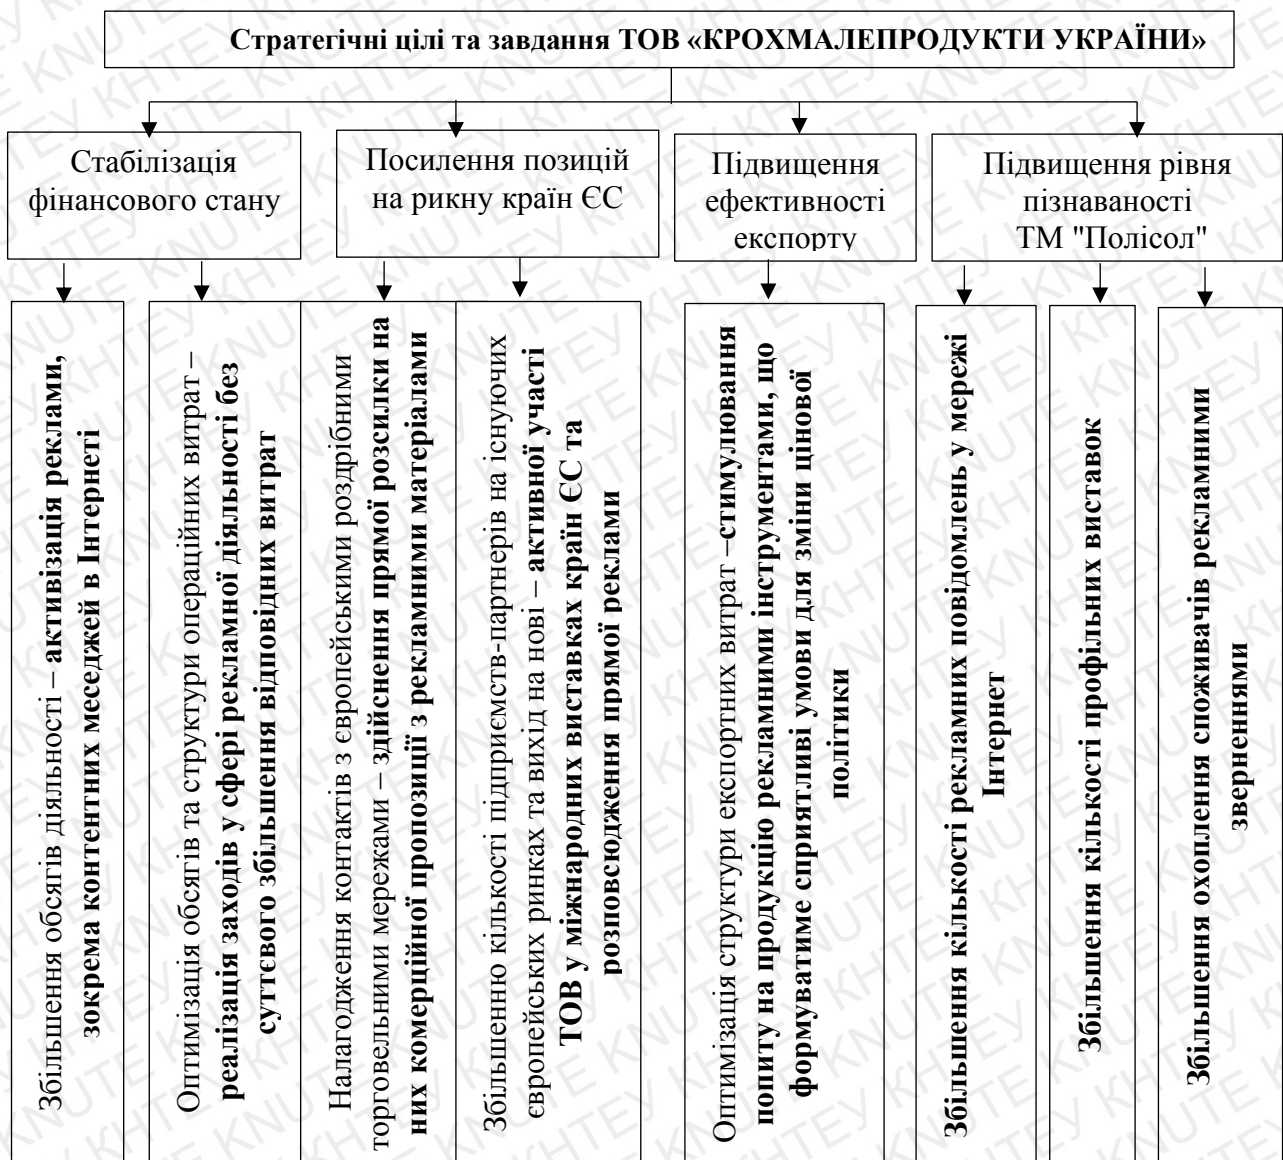 Стратегічні цілі та завдання ТОВ «КРОХМАЛЕПРОДУКТИ УКРАЇНИ»
Стабілізація
фінансового стану
Посилення позицій
на рикну країн ЄС
Підвищення
ефективності
експорту
Підвищення рівня
пізнаваності
ТМ "Полісол"
Збільшення обсягів діяльності – активізація реклами,
зокрема контентних меседжей в Інтернеті
Оптимізація обсягів та структури операційних витрат –
реалізація заходів у сфері рекламної діяльності без
суттєвого збільшення відповідних витрат
Налагодження контактів з європейськими роздрібними
торговельними мережами – здійснення прямої розсилки на
них комерційної пропозиції з рекламними матеріалами
Збільшенню кількості підприємств-партнерів на існуючих
європейських ринках та вихід на нові – активної участі
ТОВ у міжнародних виставках країн ЄС та
розповсюдження прямої реклами
Оптимізація структури експортних витрат –стимулювання
попиту на продукцію рекламними інструментами, що
формуватиме сприятливі умови для зміни цінової
політики
Збільшення кількості рекламних повідомлень у мережі
Інтернет
Збільшення кількості профільних виставок
Збільшення охоплення споживачів рекламними
зверненнями